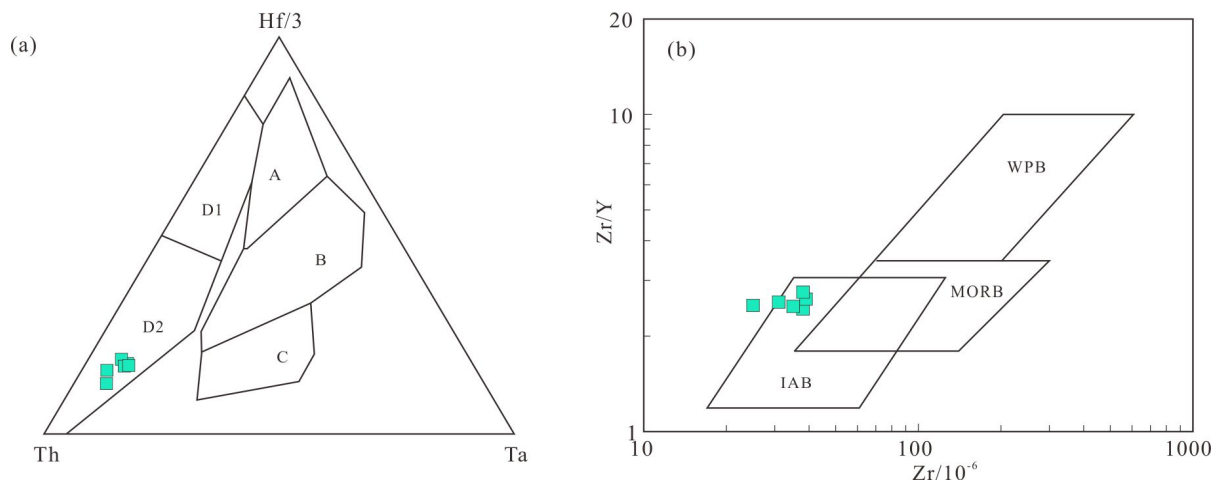 (a)
Hf/3
A
D1
B
D2
C
Th
Ta
(b)
20
10
1
Zr/Y
WPB
MORB
IAB
10
100
1000
Zr/10⁻⁶